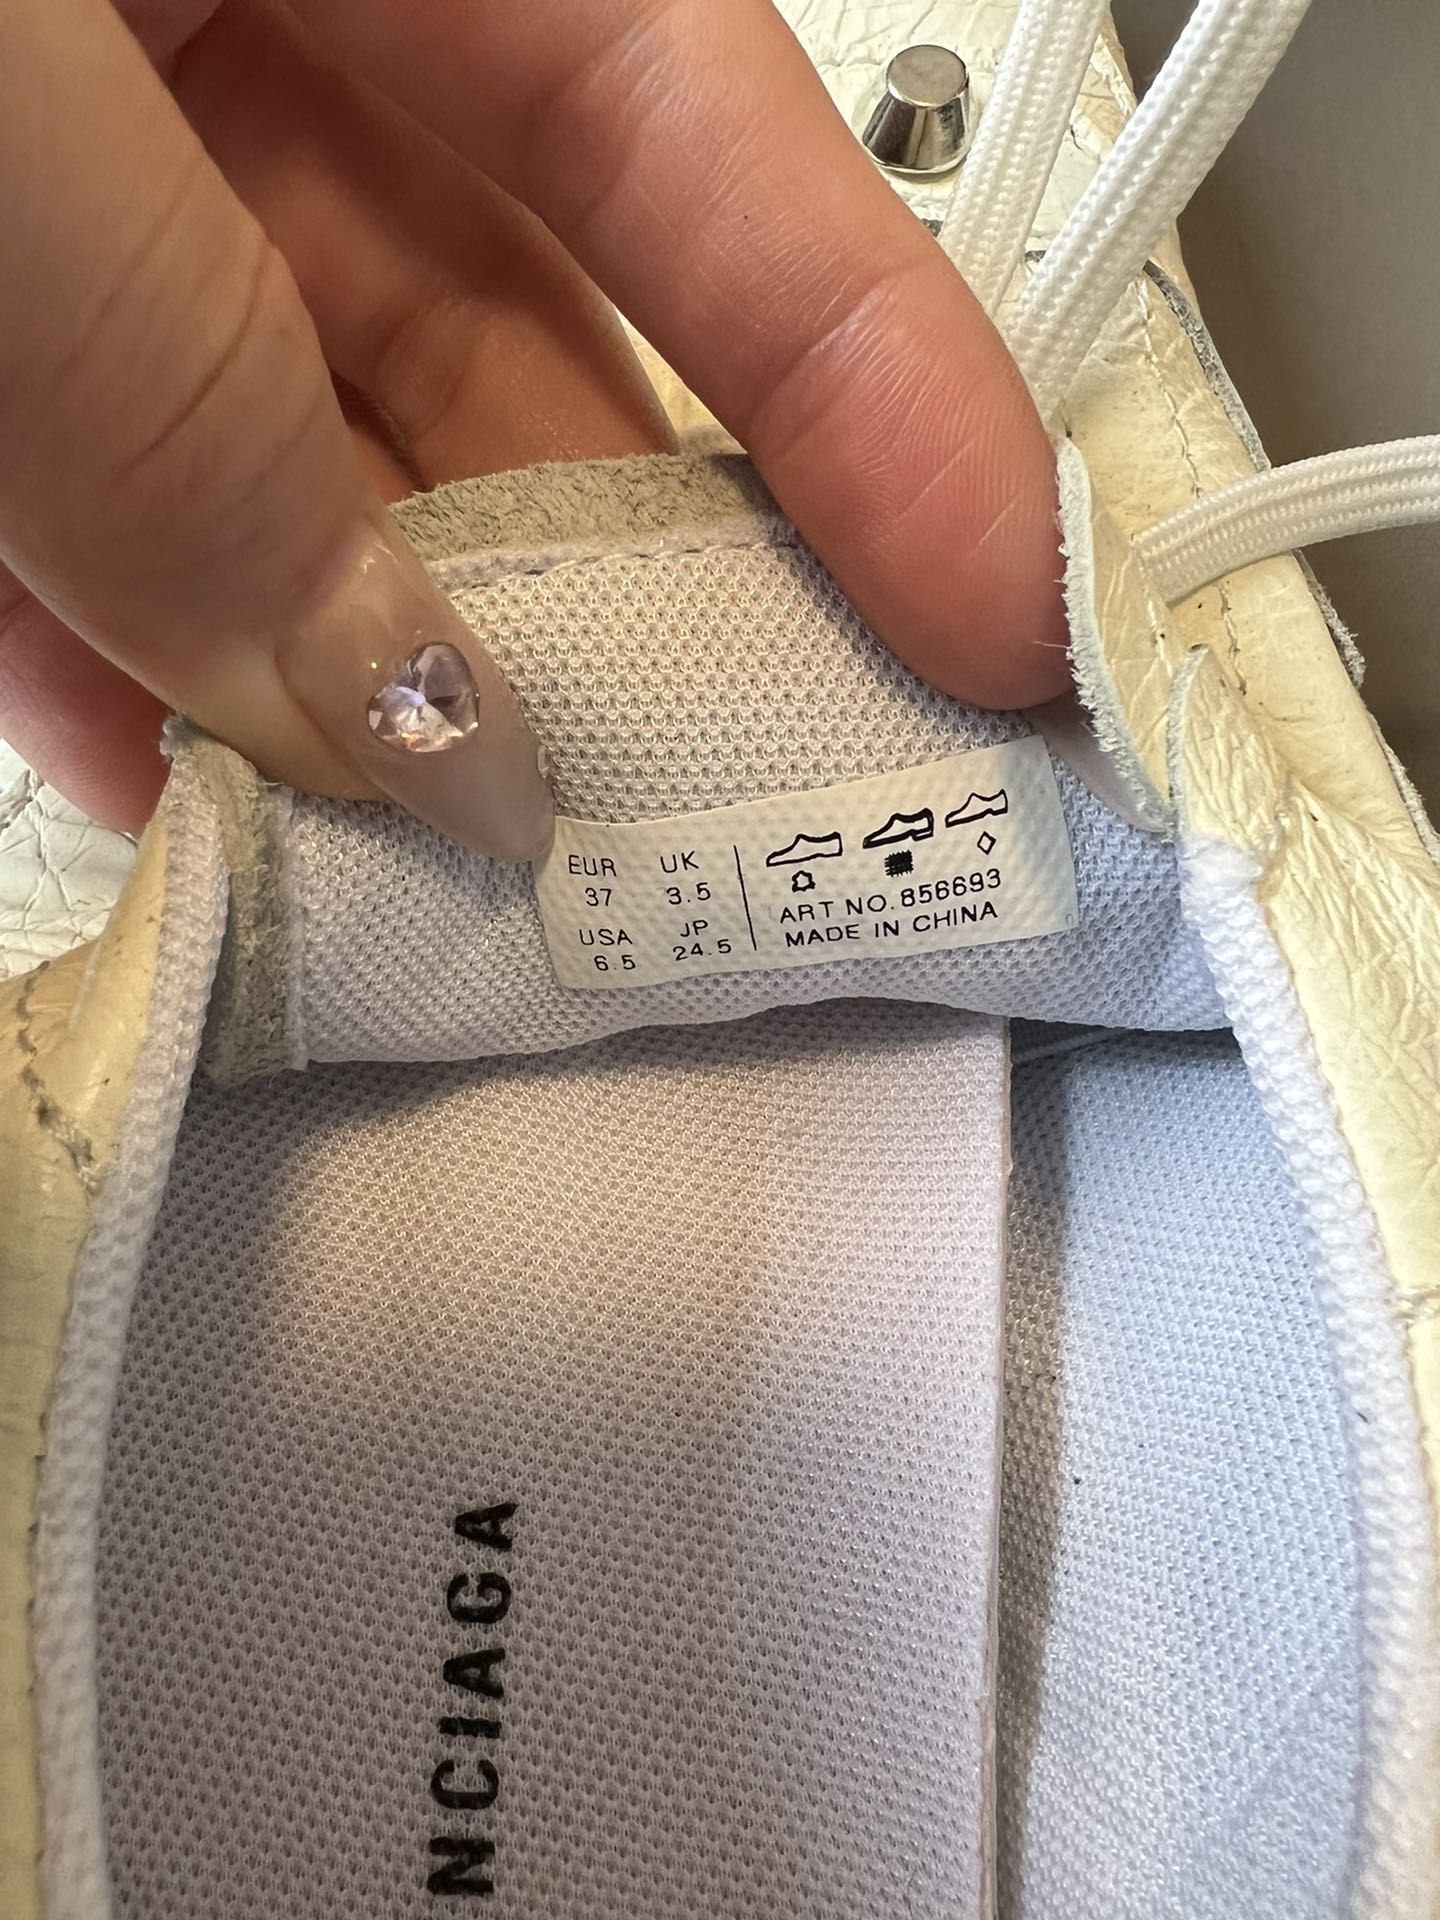 EUR UK
37 3.5
USA JP
6.5 24.5
ART NO. 856693
MADE IN CHINA
NCIAGA